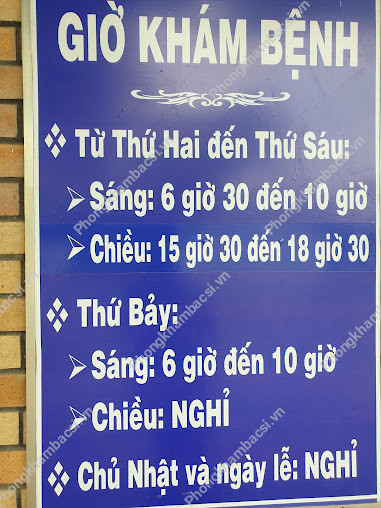 GIỜ KHÁM BỆNH
❖ Từ Thứ Hai đến Thứ Sáu:
➢ Sáng: 6 giờ 30 đến 10 giờ
➢ Chiều: 15 giờ 30 đến 18 giờ 30
❖ Thứ Bảy:
➢ Sáng: 6 giờ đến 10 giờ
➢ Chiều: NGHỈ
❖ Chủ Nhật và ngày lễ: NGHỈ
Phongkhambacsi.vn